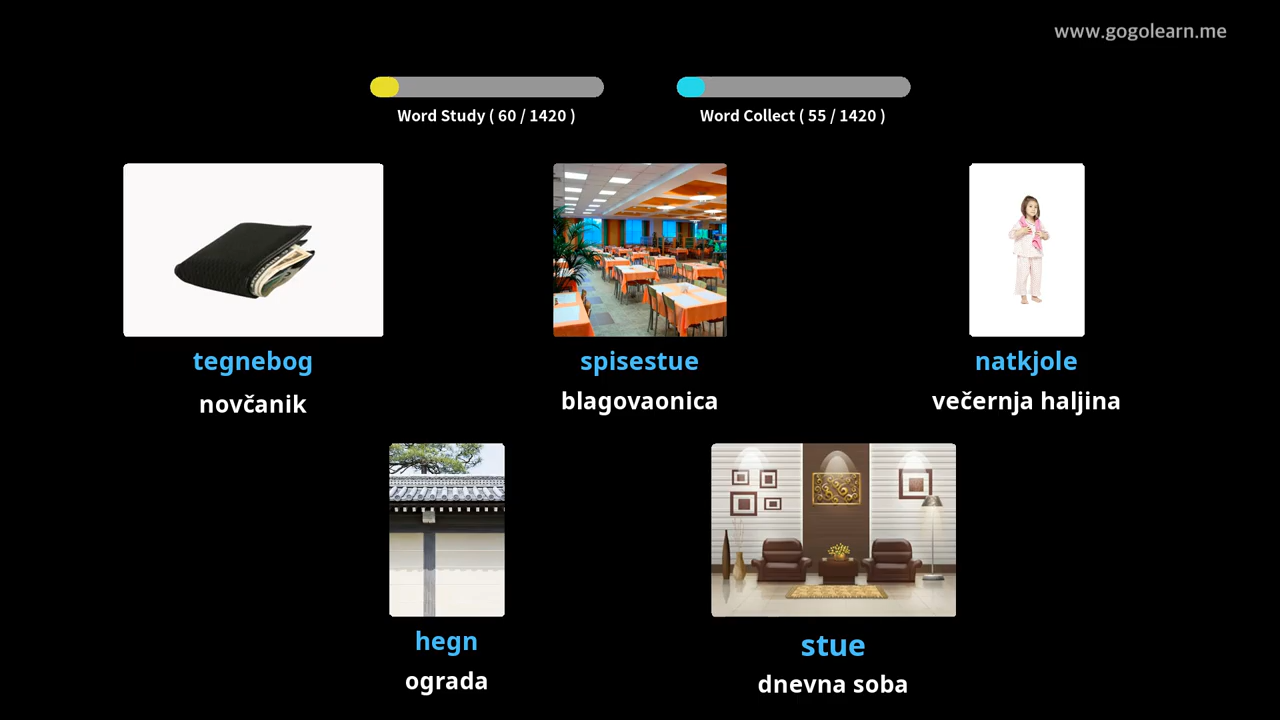 www.gogolearn.me
Word Study ( 60 / 1420 )
Word Collect ( 55 / 1420 )
tegnebog
spisestue
natkjole
novčanik
blagovaonica
večernja haljina
hegn
stue
ograda
dnevna soba